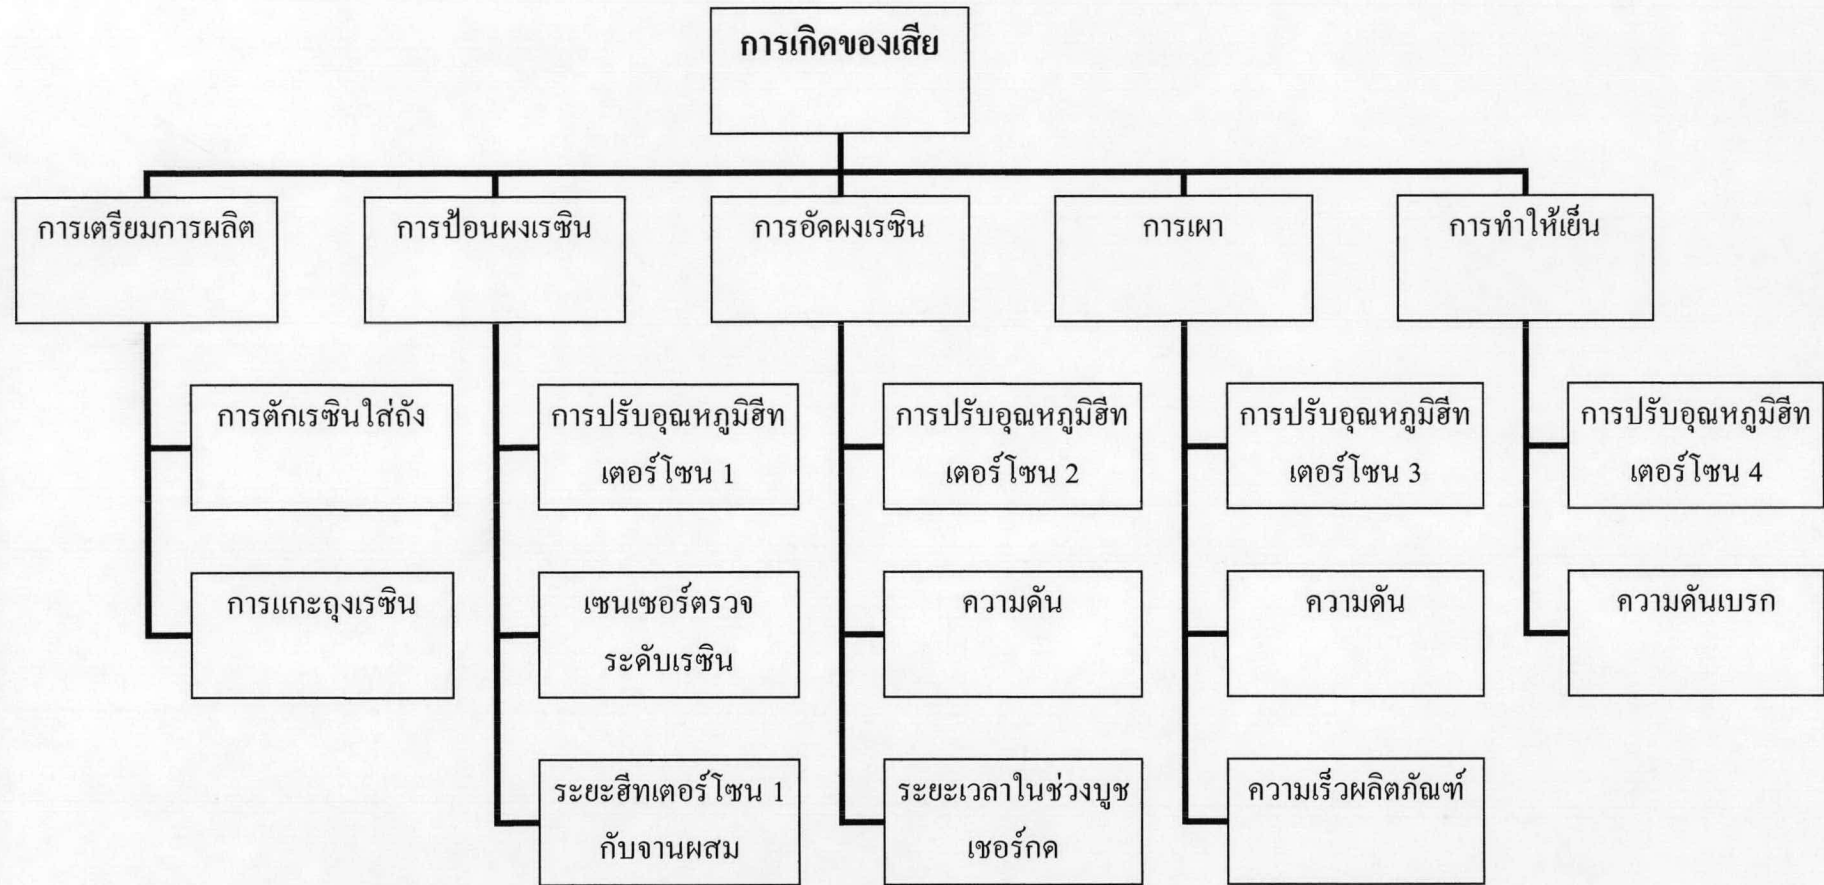 การเกิดของเสีย
การเตรียมการผลิต
การป้อนผงเรซิน
การอัดผงเรซิน
การเผา
การทำให้เย็น
การตักเรซินใส่ถัง
การปรับอุณหภูมิฮีท
เตอร์โซน 1
การปรับอุณหภูมิฮีท
เตอร์โซน 2
การปรับอุณหภูมิฮีท
เตอร์โซน 3
การปรับอุณหภูมิฮีท
เตอร์โซน 4
การแกะถุงเรซิน
เซนเซอร์ตรวจ
ระดับเรซิน
ความดัน
ความดัน
ความดันเบรก
ระยะฮีทเตอร์โซน 1
กับจานผสม
ระยะเวลาในช่วงบูช
เชอร์กด
ความเร็วผลิตภัณฑ์